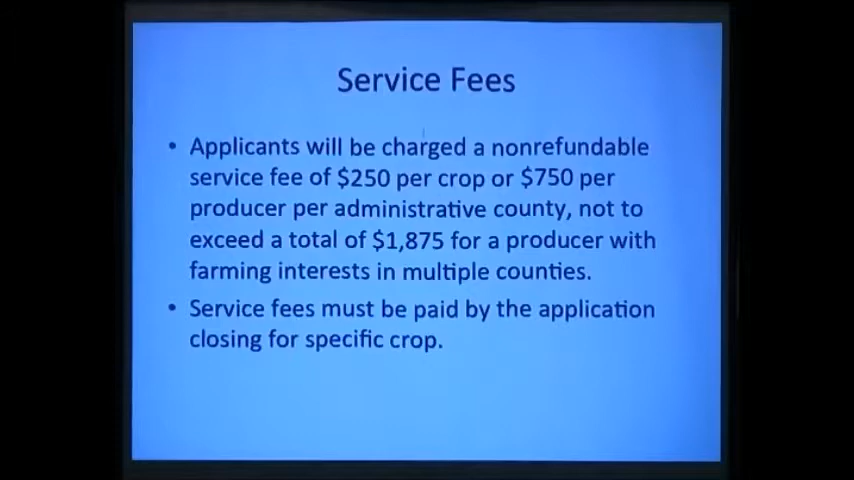 Service Fees
• Applicants will be charged a nonrefundable
service fee of $250 per crop or $750 per
producer per administrative county, not to
exceed a total of $1,875 for a producer with
farming interests in multiple counties.
• Service fees must be paid by the application
closing for specific crop.